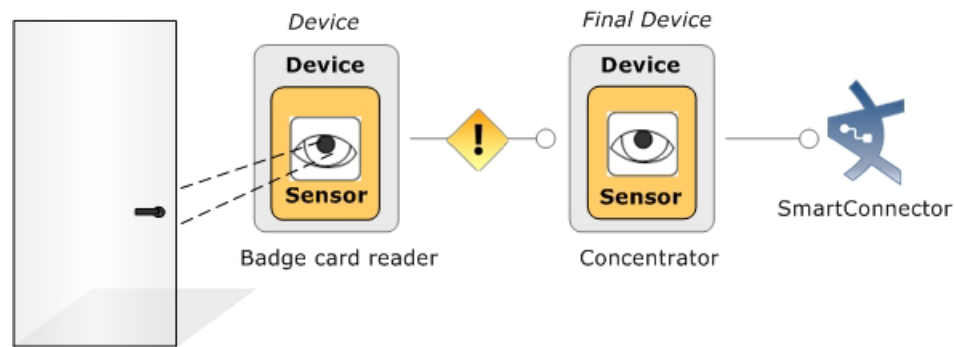 Device
Final Device
Device
Device
!
Sensor
Sensor
Badge card reader
Concentrator
SmartConnector